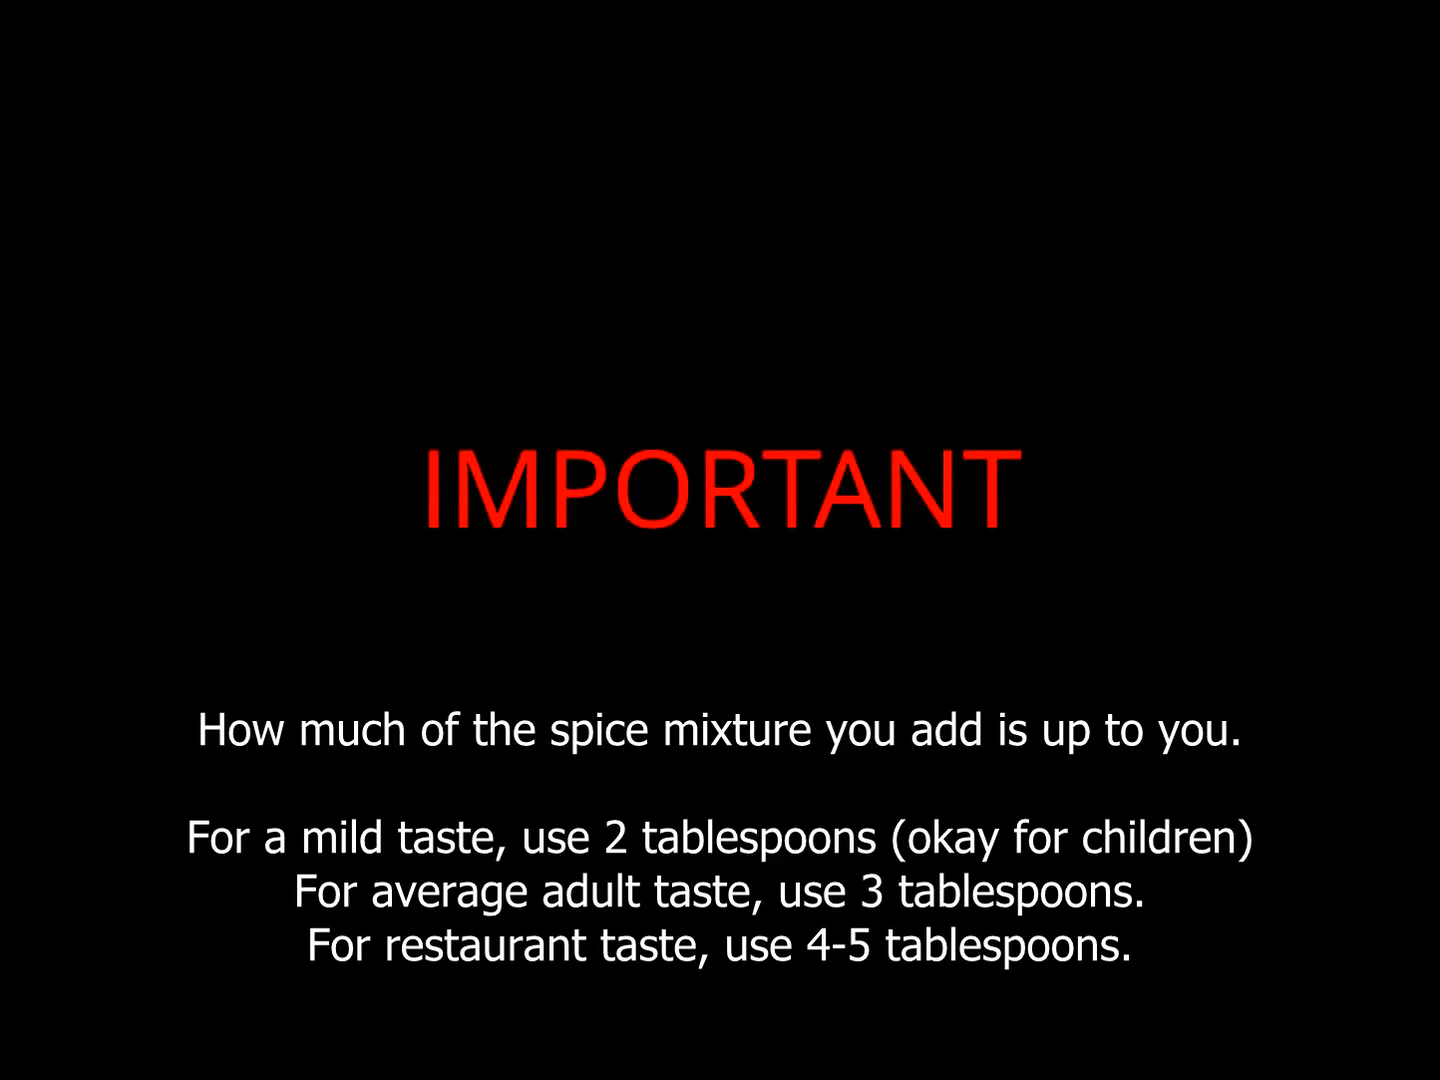 IMPORTANT
How much of the spice mixture you add is up to you.
For a mild taste, use 2 tablespoons (okay for children)
For average adult taste, use 3 tablespoons.
For restaurant taste, use 4-5 tablespoons.